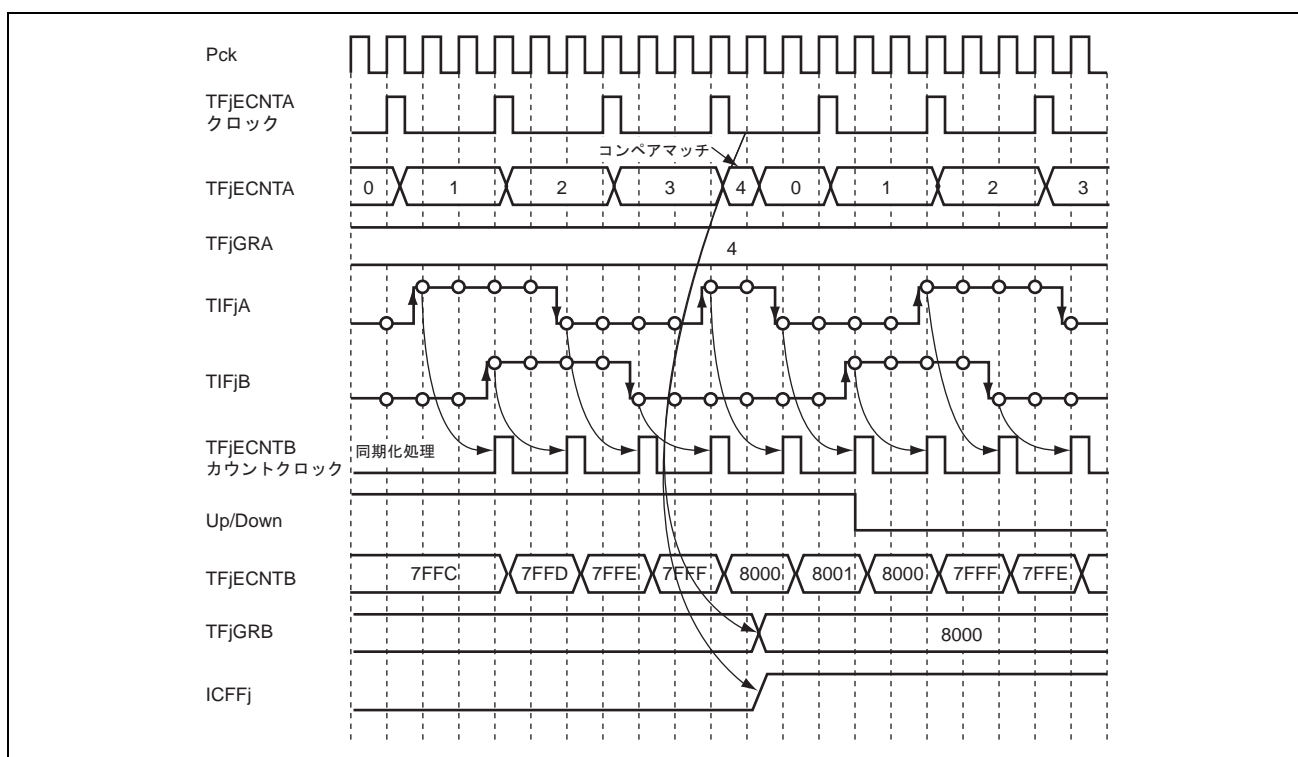 Pck
TFjECNTA
クロック
コンペアマッチ
TFjECNTA
0 1 2 3 4 0 1 2 3
TFjGRA
4
TIFjA
TIFjB
TFjECNTB
カウントクロック
同期化処理
Up/Down
TFjECNTB
7FFC 7FFD 7FFE 7FFF 8000 8001 8000 7FFF 7FFE
TFjGRB
8000
ICFFj